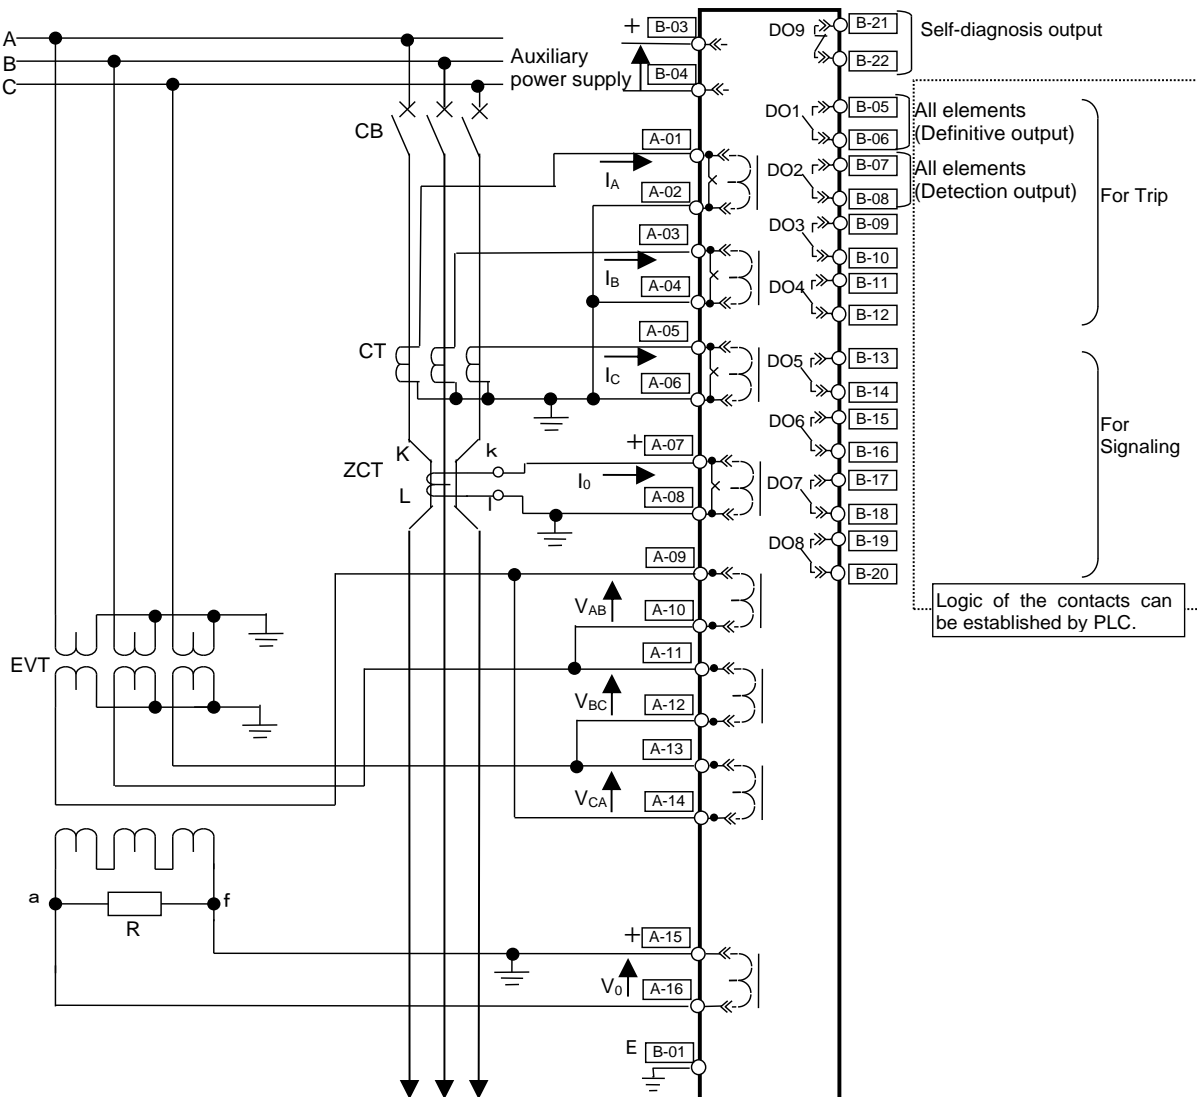 A
B
C
Auxiliary
power supply
+ B-03
B-04
CB
A-01
IA
A-02
A-03
IB
A-04
CT
A-05
IC
A-06
K
k
ZCT
L
l
+ A-07
I0
A-08
A-09
VAB
A-10
EVT
A-11
VBC
A-12
A-13
VCA
A-14
a
R
f
+ A-15
V0
A-16
E B-01
DO9
B-21
B-22
Self-diagnosis output
DO1
B-05
B-06
All elements
(Definitive output)
DO2
B-07
B-08
All elements
(Detection output)
DO3
B-09
B-10
DO4
B-11
B-12
For Trip
DO5
B-13
B-14
DO6
B-15
B-16
DO7
B-17
B-18
DO8
B-19
B-20
For
Signaling
Logic of the contacts can
be established by PLC.